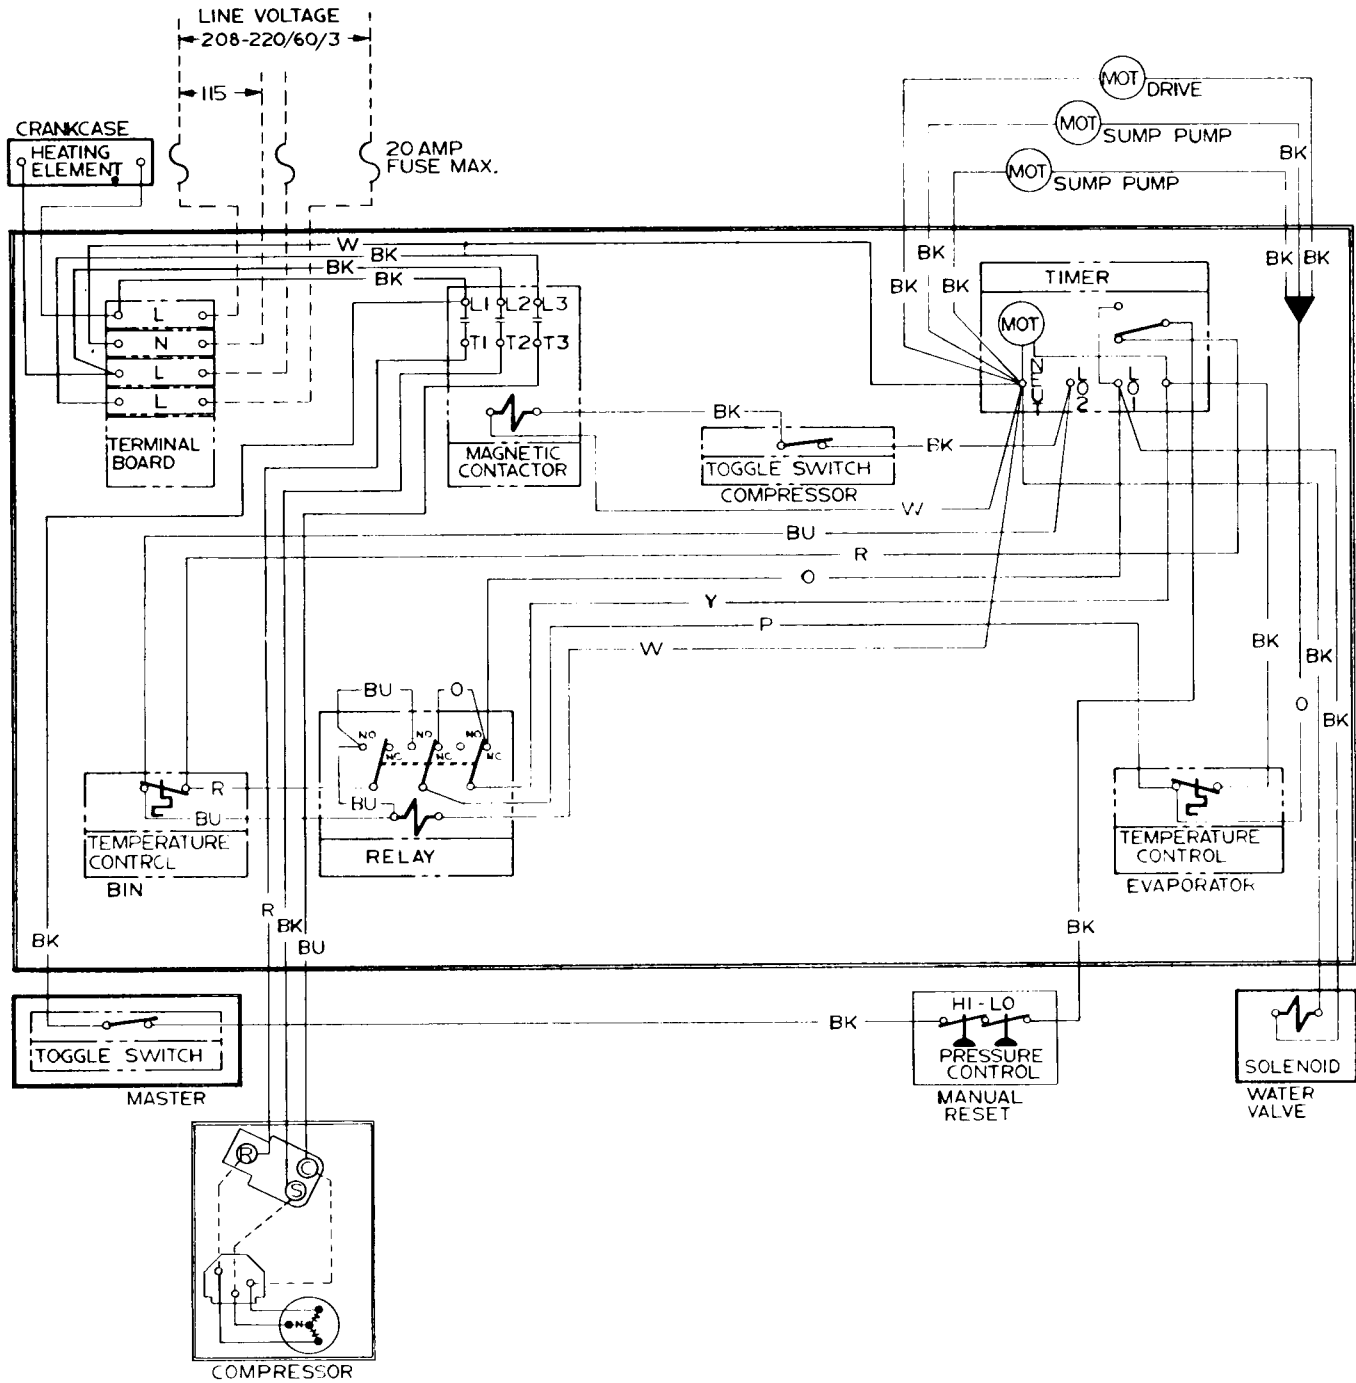 LINE VOLTAGE
208-220/60/3
115
CRANKCASE
HEATING
ELEMENT
20 AMP
FUSE MAX.
MOT
DRIVE
MOT
SUMP PUMP
MOT
SUMP PUMP
BK
W
BK
BK
BK
BK
BK
BK
BK
BK
TIMER
MOT
L
N
L
L
L1
L2
L3
T1
T2
T3
NEUT
LO2
LO1
TERMINAL
BOARD
MAGNETIC
CONTACTOR
BK
BK
TOGGLE SWITCH
COMPRESSOR
W
BU
R
O
Y
P
W
BK
BK
BK
O
BU
O
NO
NC
NO
NC
NO
NC
R
BU
BU
TEMPERATURE
CONTROL
BIN
RELAY
TEMPERATURE
CONTROL
EVAPORATOR
R
BK
BU
BK
BK
TOGGLE SWITCH
MASTER
BK
HI-LO
PRESSURE
CONTROL
MANUAL
RESET
SOLENOID
WATER
VALVE
R
C
S
N
COMPRESSOR